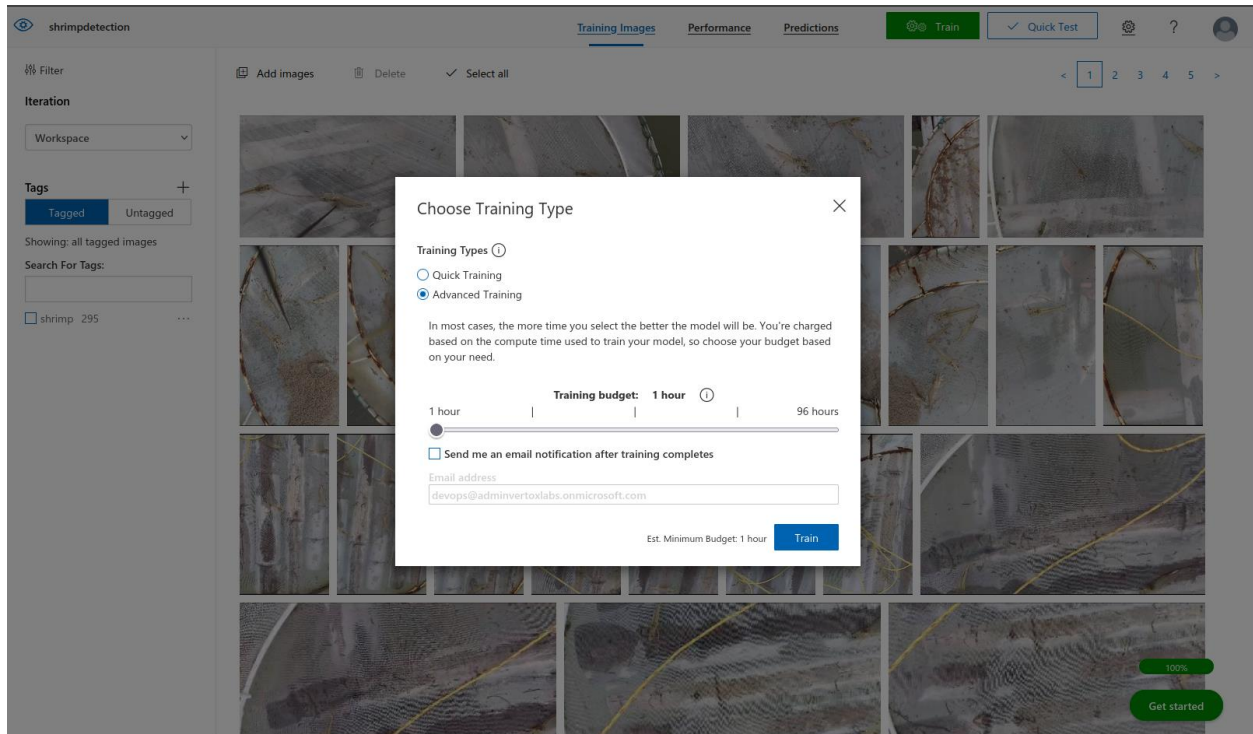 shrimpdetection
Training Images
Performance
Predictions
Train
Quick Test
?
Filter
Iteration
Workspace
Tags
+
Tagged
Untagged
Showing: all tagged images
Search For Tags:
shrimp 295
...
Add images
Delete
Select all
< 1 2 3 4 5 >
Choose Training Type
Training Types
Quick Training
Advanced Training
In most cases, the more time you select the better the model will be. You're charged
based on the compute time used to train your model, so choose your budget based
on your need.
Training budget: 1 hour
1 hour
96 hours
Send me an email notification after training completes
Email address
devops@adminvertoxlabs.onmicrosoft.com
Est. Minimum Budget: 1 hour
Train
100%
Get started